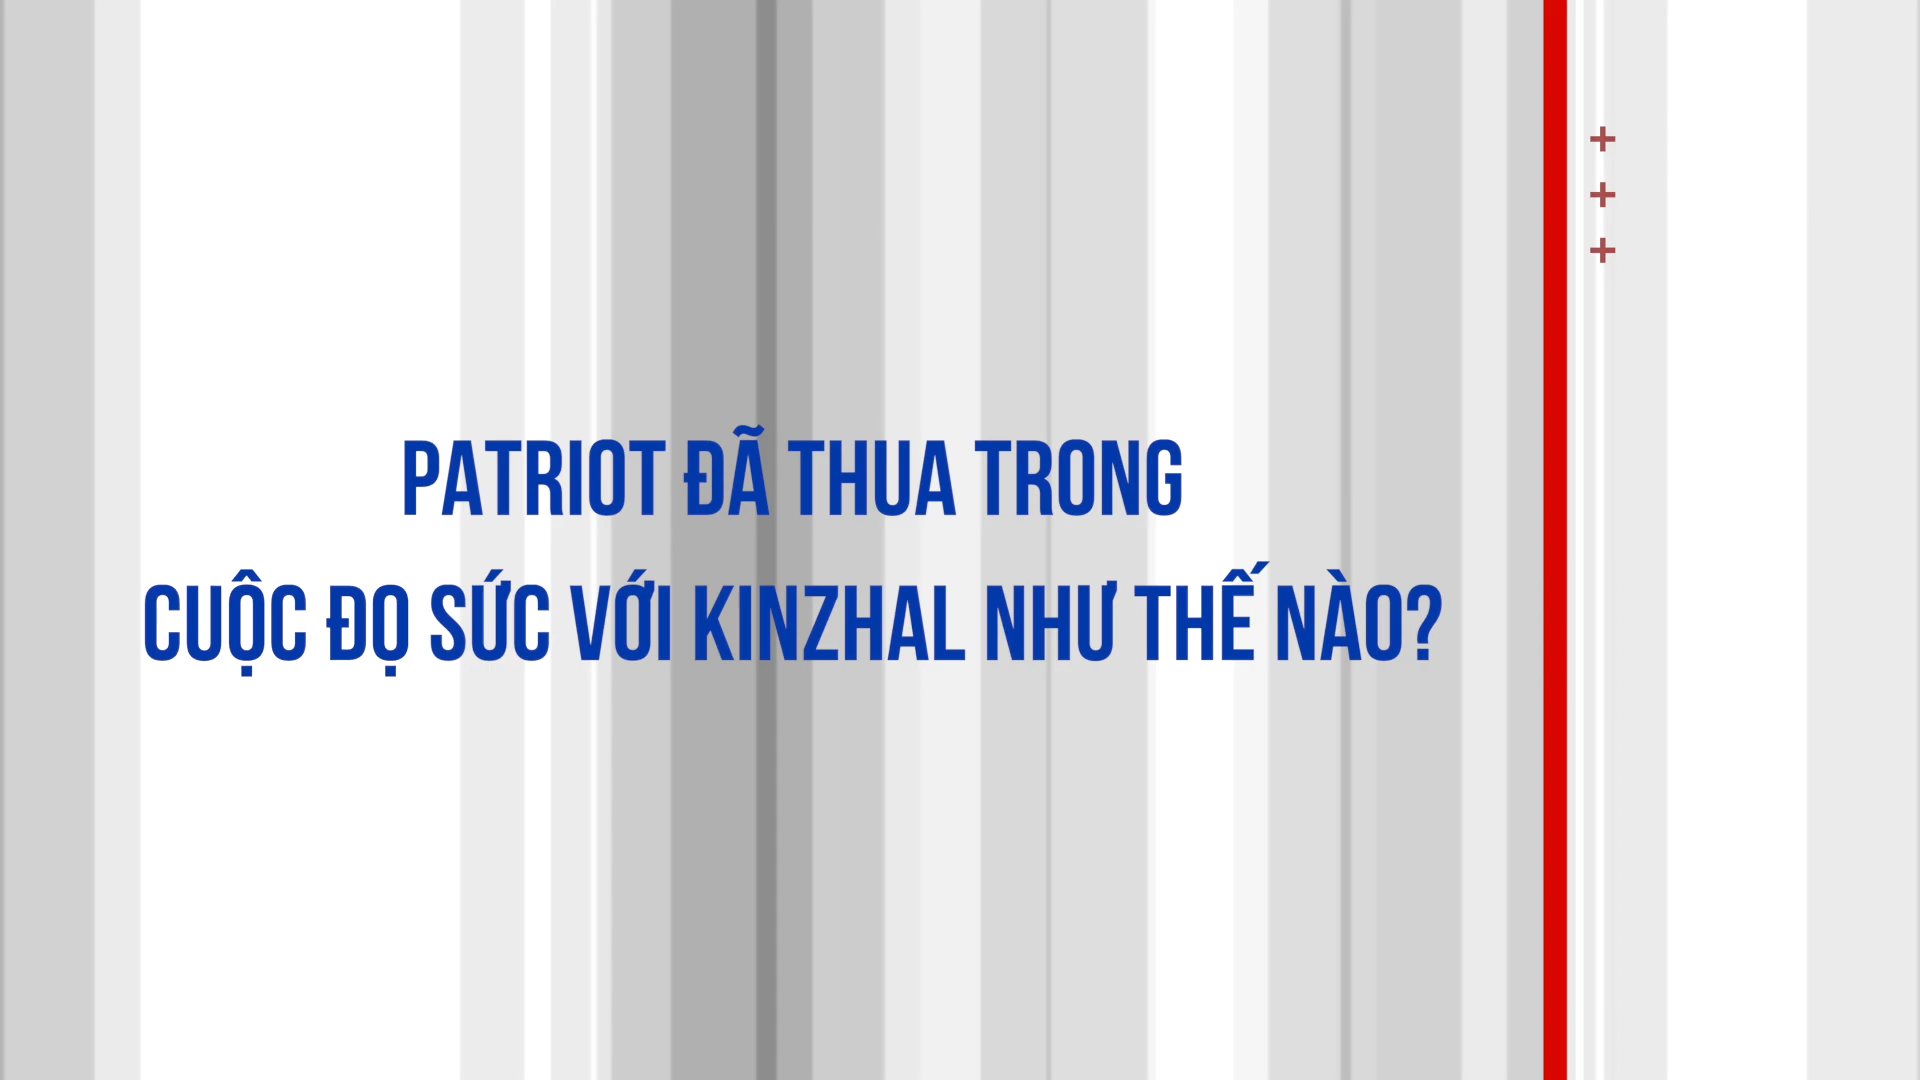 PATRIOT ĐÃ THUA TRONG
CUỘC ĐỌ SỨC VỚI KINZHAL NHƯ THẾ NÀO?